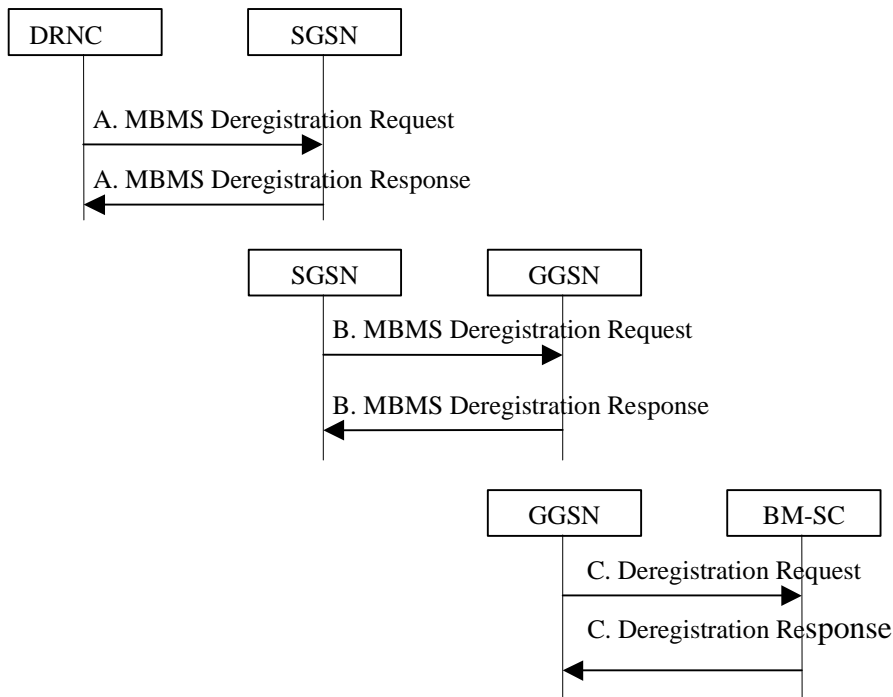 DRNC
SGSN
A. MBMS Deregistration Request
A. MBMS Deregistration Response
SGSN
GGSN
B. MBMS Deregistration Request
B. MBMS Deregistration Response
GGSN
BM-SC
C. Deregistration Request
C. Deregistration Response